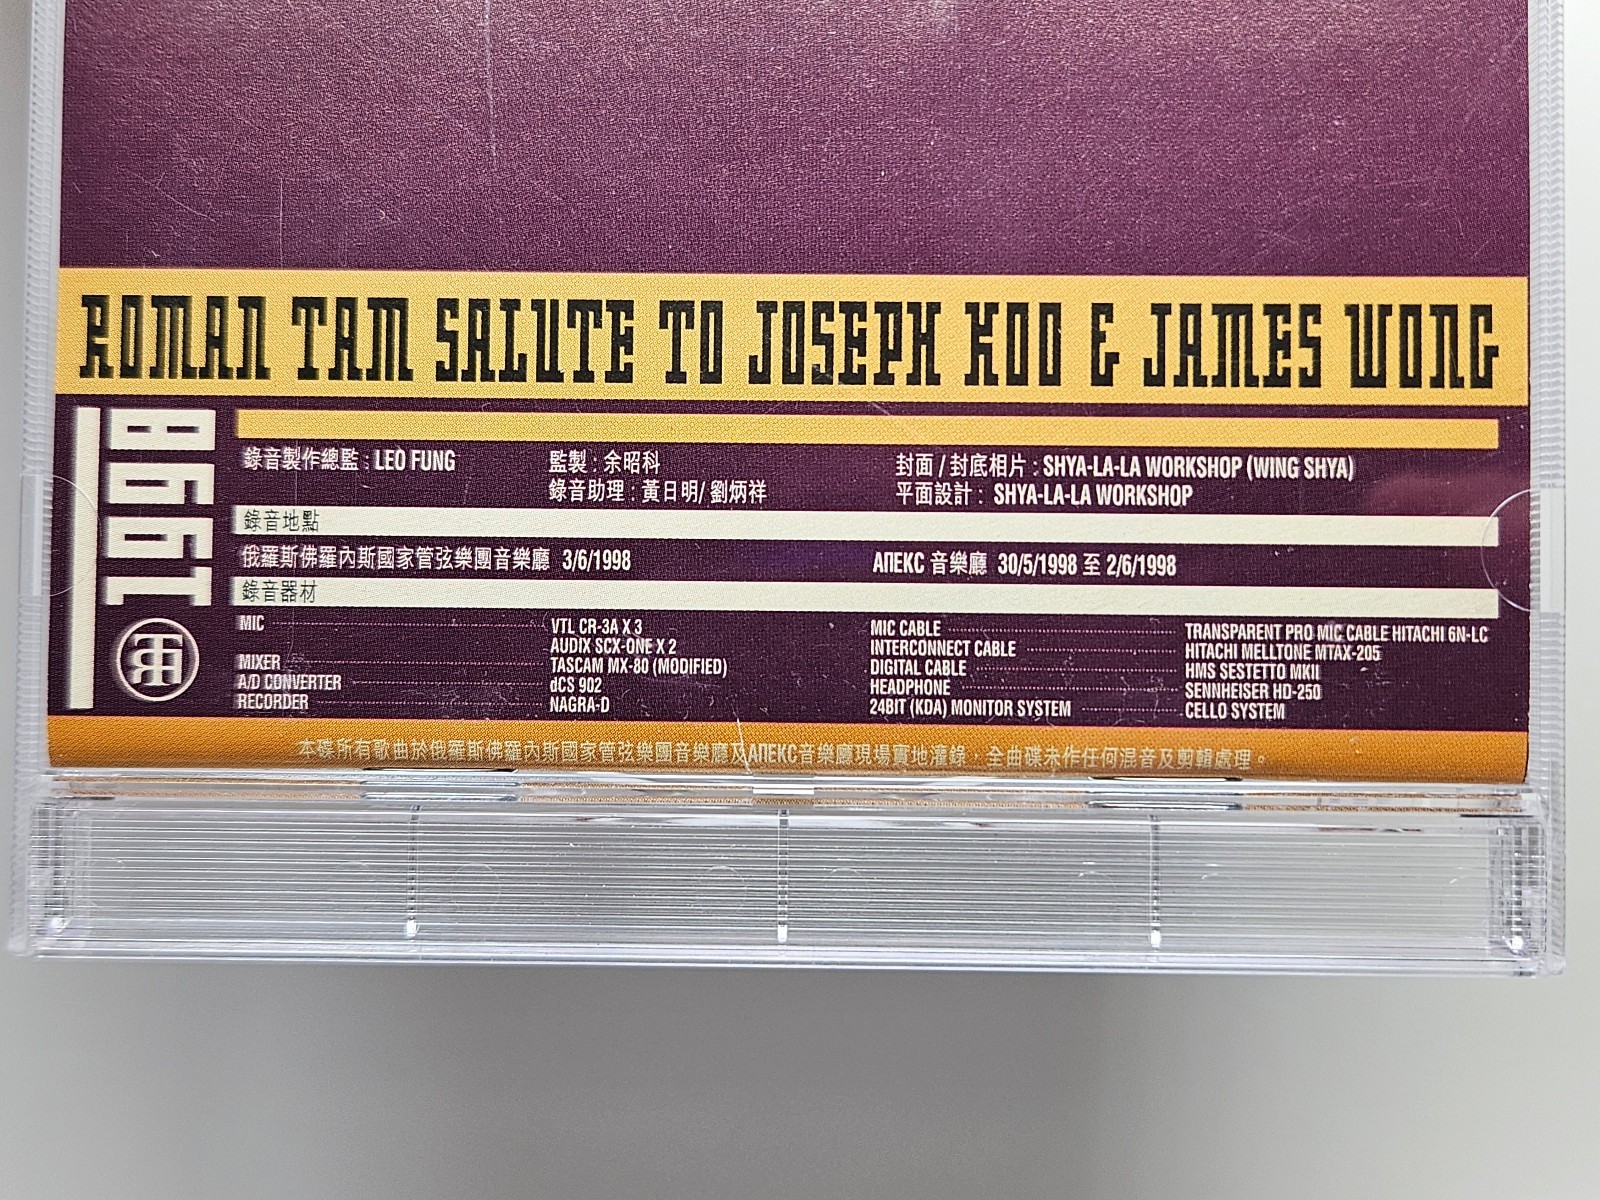 ROMAN TAM SALUTE TO JOSEPH KOO & JAMES WONG
1998
錄音製作總監 : LEO FUNG
監製 : 余昭科
錄音助理 : 黃日明/ 劉炳祥
封面 / 封底相片 : SHYA-LA-LA WORKSHOP (WING SHYA)
平面設計 : SHYA-LA-LA WORKSHOP
錄音地點
俄羅斯佛羅內斯國家管弦樂團音樂廳 3/6/1998
АПЕКС 音樂廳 30/5/1998 至 2/6/1998
錄音器材
MIC VTL CR-3A X 3
AUDIX SCX-ONE X 2
MIXER TASCAM MX-80 (MODIFIED)
A/D CONVERTER dCS 902
RECORDER NAGRA-D
MIC CABLE TRANSPARENT PRO MIC CABLE HITACHI 6N-LC
INTERCONNECT CABLE HITACHI MELLTONE MTAX-205
DIGITAL CABLE HMS SESTETTO MKII
HEADPHONE SENNHEISER HD-250
24BIT (KDA) MONITOR SYSTEM CELLO SYSTEM
本碟所有歌曲於俄羅斯佛羅內斯國家管弦樂團音樂廳及АПЕКС音樂廳現場實地灌錄，全曲碟未作任何混音及剪輯處理。